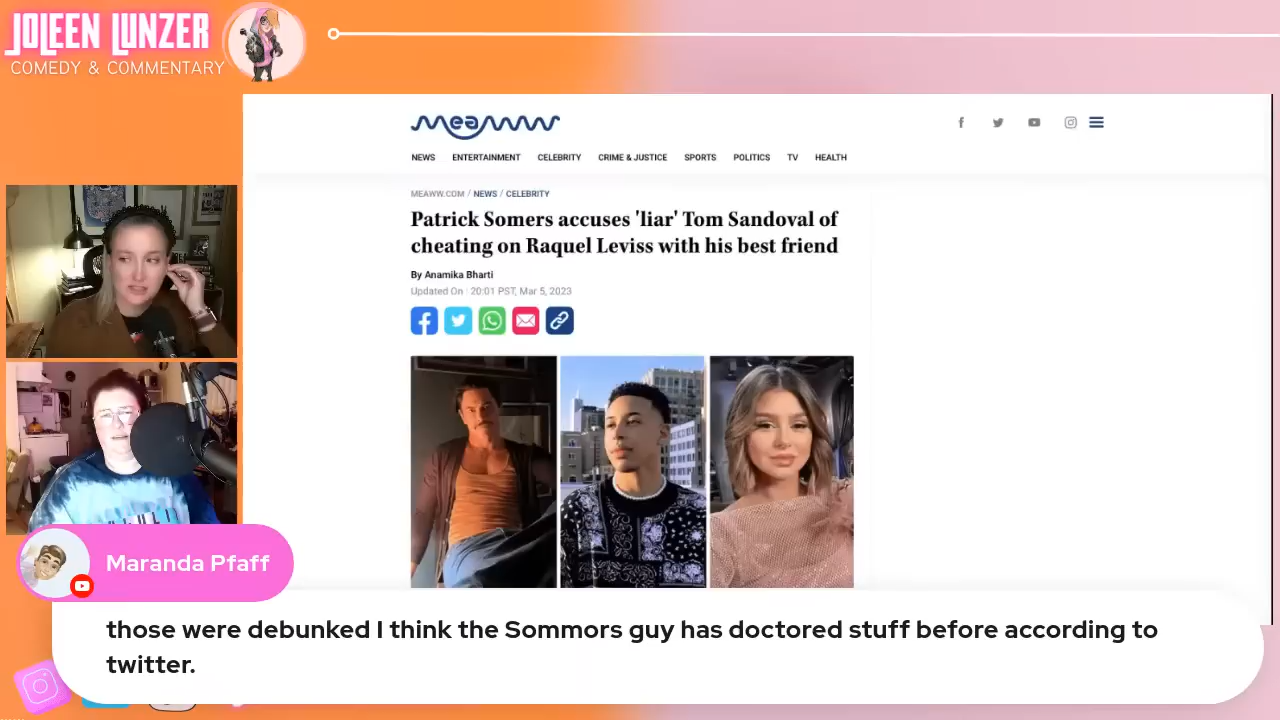 JOLEEN LUNZER
COMEDY & COMMENTARY
meaww
NEWS ENTERTAINMENT CELEBRITY CRIME & JUSTICE SPORTS POLITICS TV HEALTH
MEAWW.COM / NEWS / CELEBRITY
Patrick Somers accuses 'liar' Tom Sandoval of
cheating on Raquel Leviss with his best friend
By Anamika Bharti
Updated On : 20:01 PST, Mar 5, 2023
Maranda Pfaff
those were debunked I think the Sommors guy has doctored stuff before according to
twitter.